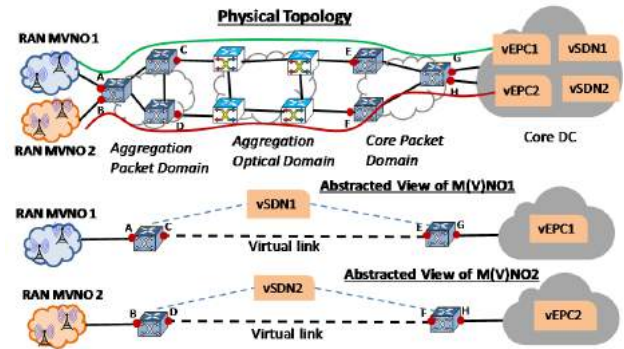 Physical Topology
RAN MVNO 1
A
B
C
D
E
F
G
H
vEPC1
vSDN1
vEPC2
vSDN2
Core DC
RAN MVNO 2
Aggregation
Packet Domain
Aggregation
Optical Domain
Core Packet
Domain
Abstracted View of M(V)NO1
RAN MVNO 1
A
C
vSDN1
Virtual link
E
G
vEPC1
Abstracted View of M(V)NO2
RAN MVNO 2
B
D
vSDN2
Virtual link
F
H
vEPC2